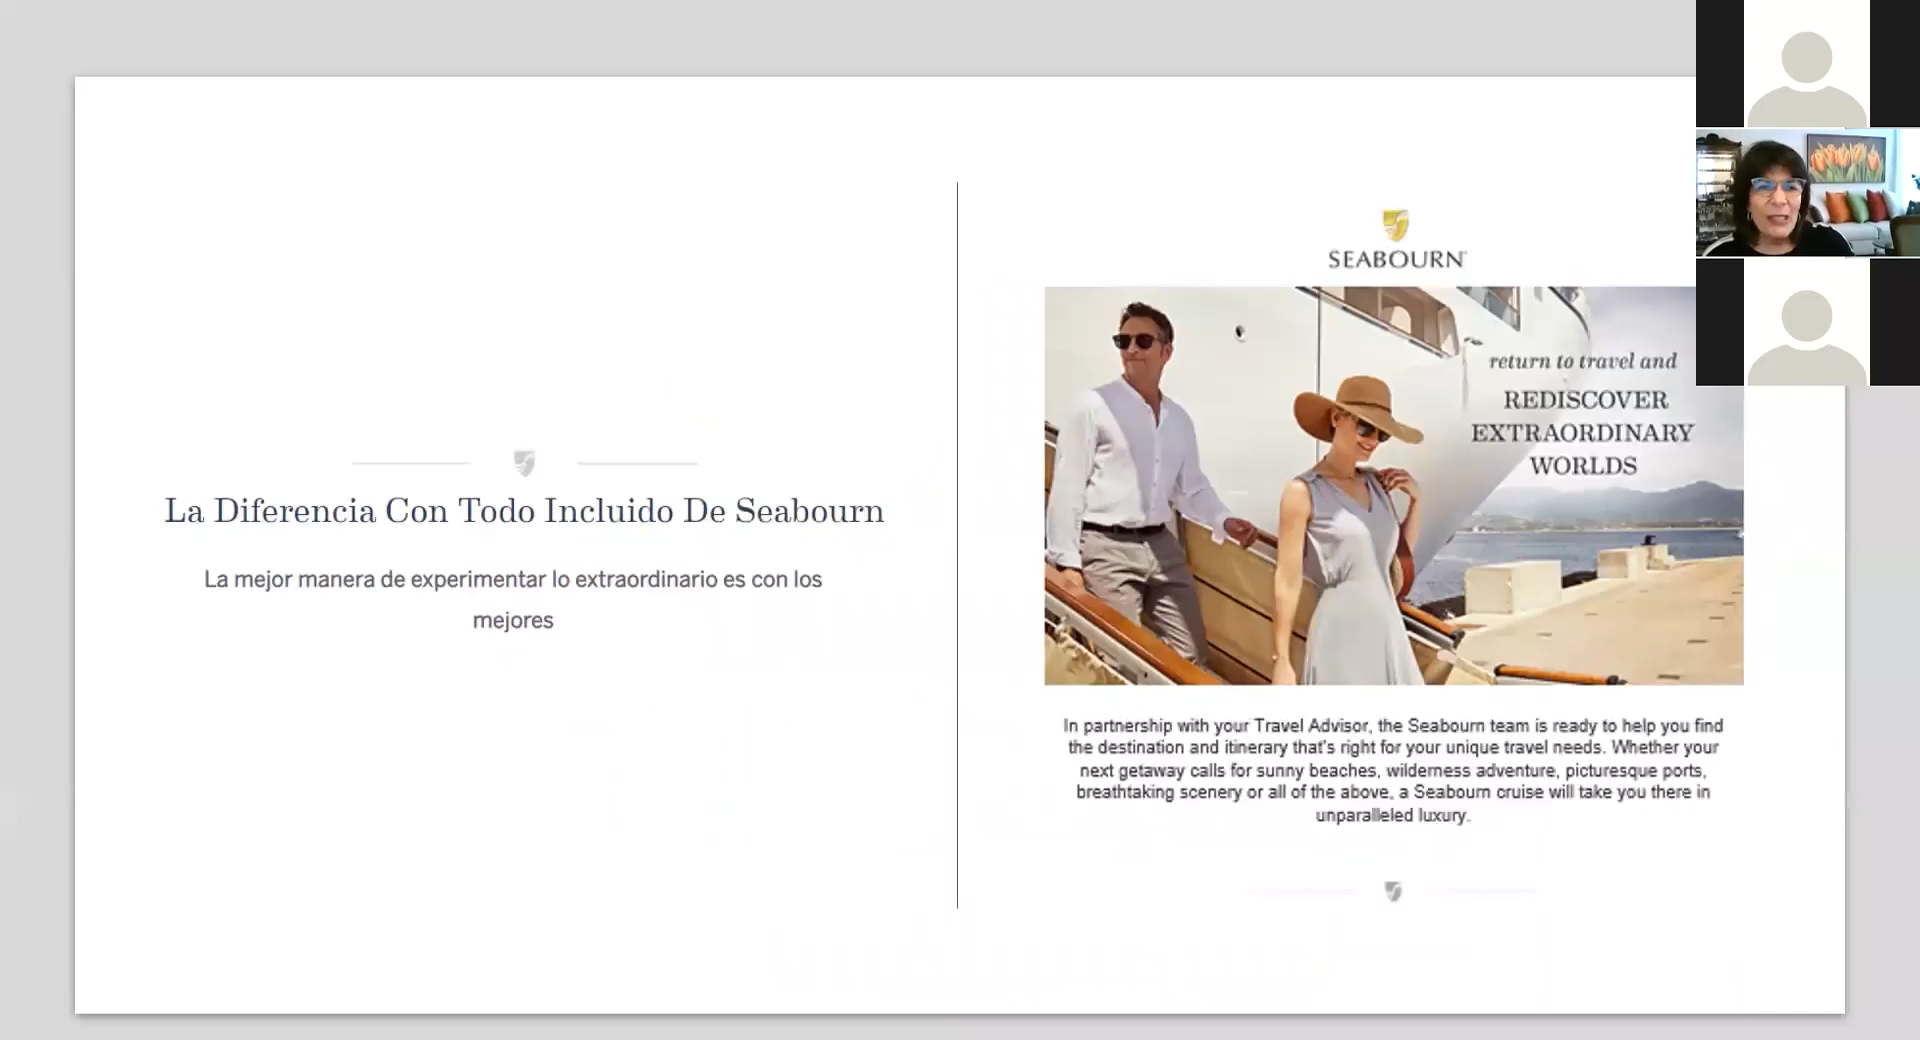 La Diferencia Con Todo Incluido De Seabourn
La mejor manera de experimentar lo extraordinario es con los
mejores
SEABOURN
return to travel and
REDISCOVER
EXTRAORDINARY
WORLDS
In partnership with your Travel Advisor, the Seabourn team is ready to help you find
the destination and itinerary that's right for your unique travel needs. Whether your
next getaway calls for sunny beaches, wilderness adventure, picturesque ports,
breathtaking scenery or all of the above, a Seabourn cruise will take you there in
unparalleled luxury.